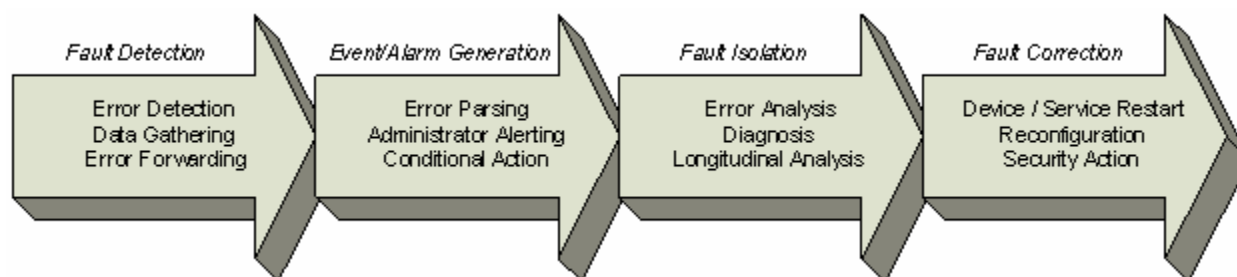 Fault Detection
Error Detection
Data Gathering
Error Forwarding
Event/Alarm Generation
Error Parsing
Administrator Alerting
Conditional Action
Fault Isolation
Error Analysis
Diagnosis
Longitudinal Analysis
Fault Correction
Device / Service Restart
Reconfiguration
Security Action